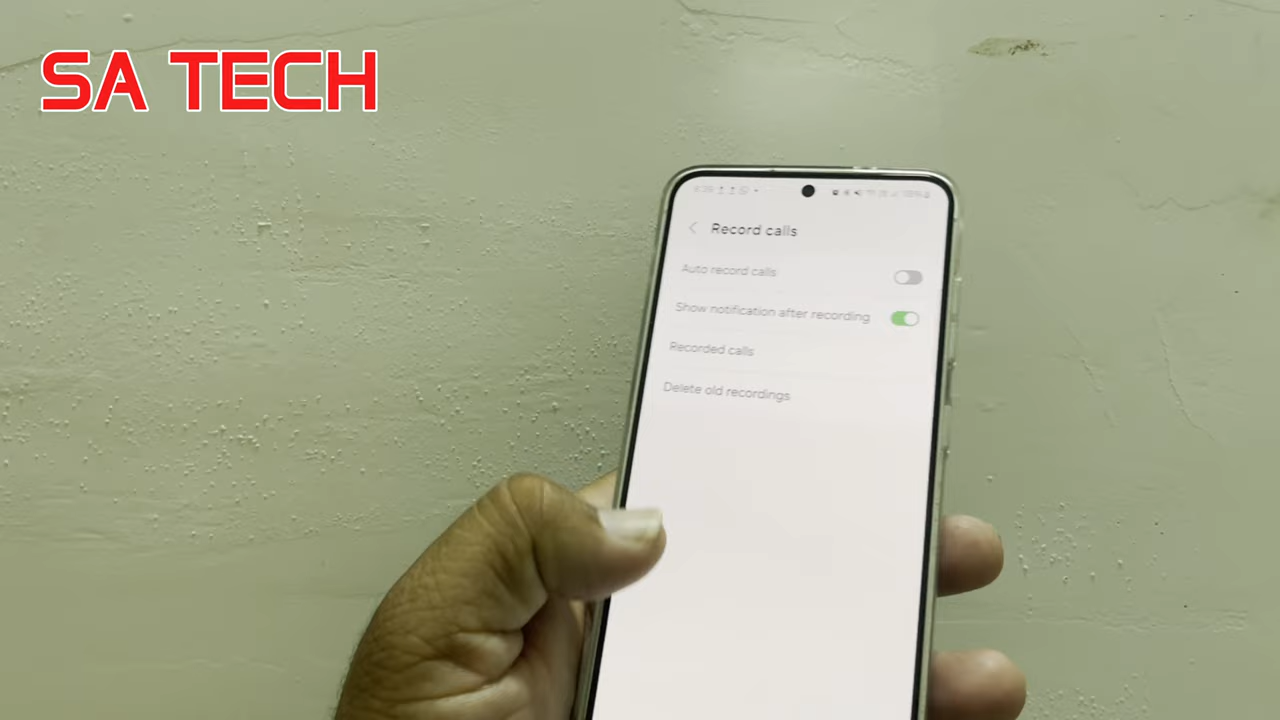 SA TECH
Record calls
Auto record calls
Show notification after recording
Recorded calls
Delete old recordings